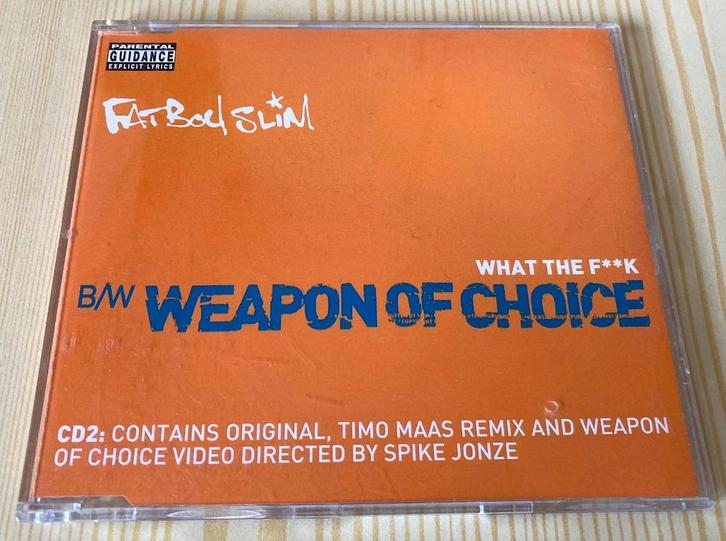 PARENTAL
GUIDANCE
EXPLICIT LYRICS
FATBOY SLIM
WHAT THE F**K
B/W WEAPON OF CHOICE
CD2: CONTAINS ORIGINAL, TIMO MAAS REMIX AND WEAPON
OF CHOICE VIDEO DIRECTED BY SPIKE JONZE